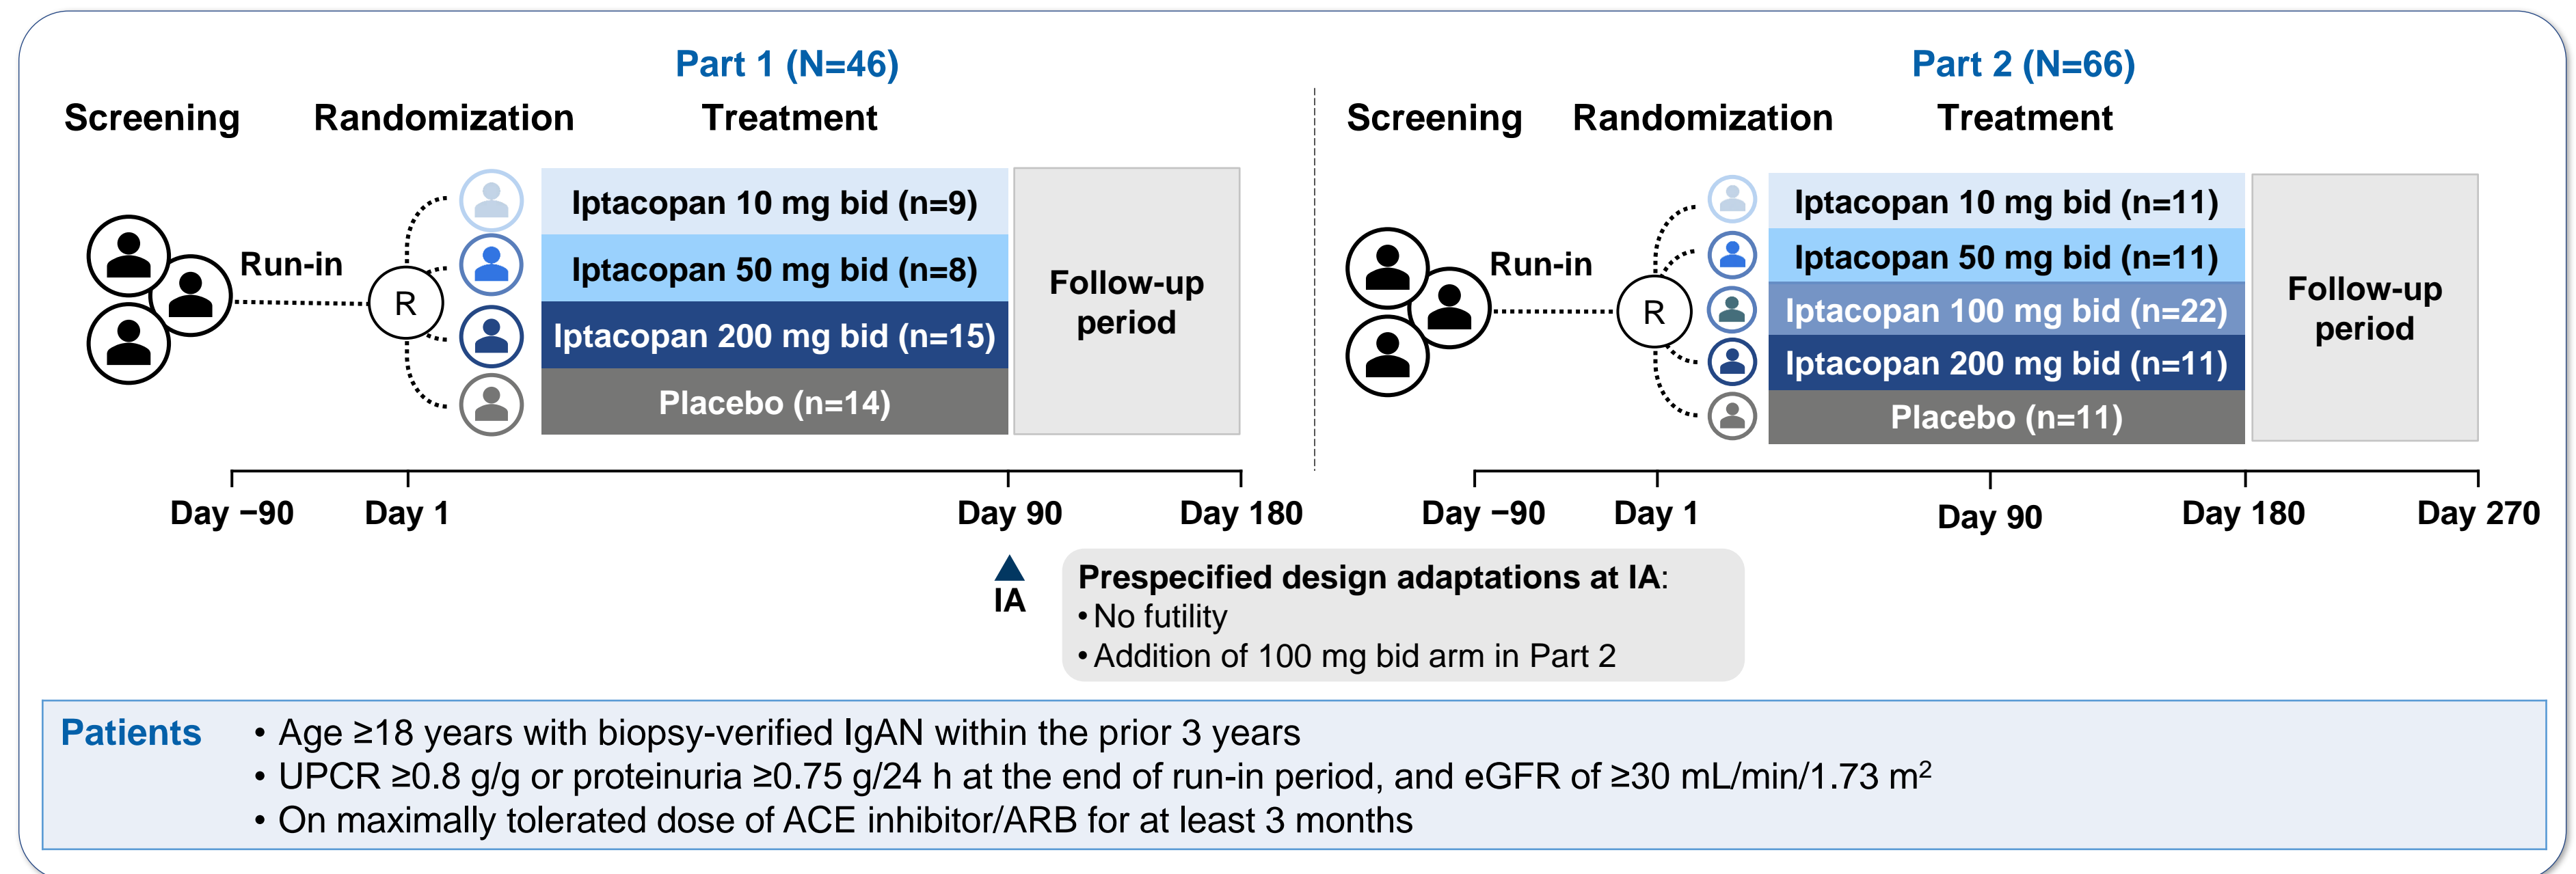 Part 1 (N=46)
Screening
Randomization
Treatment
Run-in
R
Iptacopan 10 mg bid (n=9)
Iptacopan 50 mg bid (n=8)
Iptacopan 200 mg bid (n=15)
Placebo (n=14)
Follow-up
period
Day −90
Day 1
Day 90
Day 180
Part 2 (N=66)
Screening
Randomization
Treatment
Run-in
R
Iptacopan 10 mg bid (n=11)
Iptacopan 50 mg bid (n=11)
Iptacopan 100 mg bid (n=22)
Iptacopan 200 mg bid (n=11)
Placebo (n=11)
Follow-up
period
Day −90
Day 1
Day 90
Day 180
Day 270
IA
Prespecified design adaptations at IA:
• No futility
• Addition of 100 mg bid arm in Part 2
Patients
• Age ≥18 years with biopsy-verified IgAN within the prior 3 years
• UPCR ≥0.8 g/g or proteinuria ≥0.75 g/24 h at the end of run-in period, and eGFR of ≥30 mL/min/1.73 m²
• On maximally tolerated dose of ACE inhibitor/ARB for at least 3 months